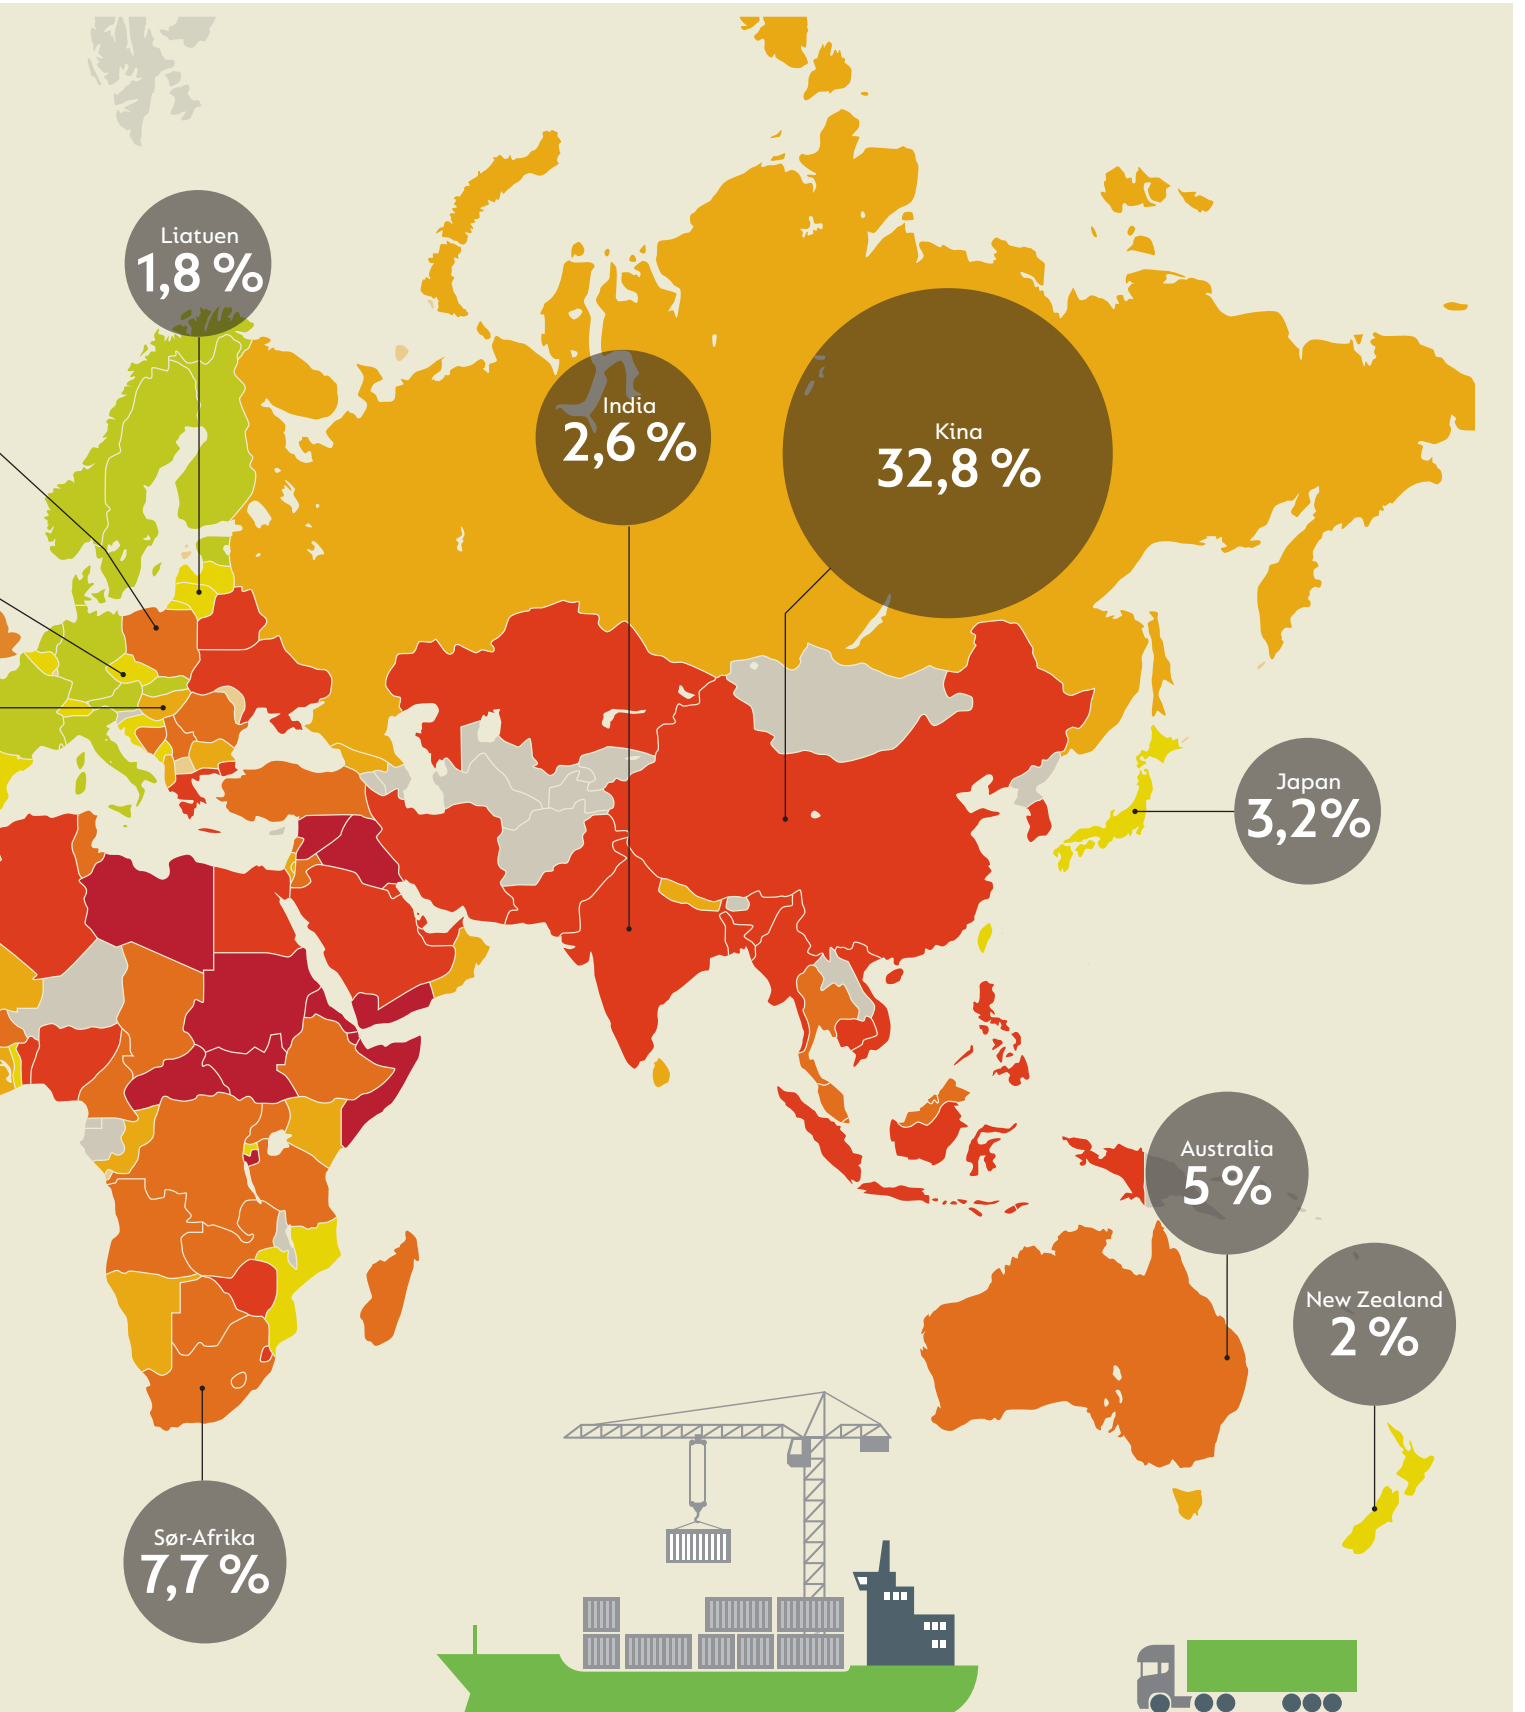 Liatuen
1,8 %
India
2,6 %
Kina
32,8 %
Japan
3,2%
Australia
5 %
New Zealand
2 %
Sør-Afrika
7,7 %